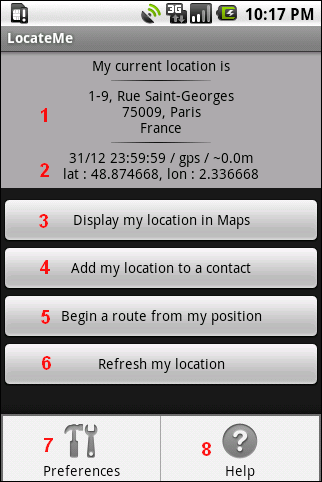 3G
10:17 PM
LocateMe
My current location is
1
1-9, Rue Saint-Georges
75009, Paris
France
2
31/12 23:59:59 / gps / ~0.0m
lat : 48.874668, lon : 2.336668
3 Display my location in Maps
4 Add my location to a contact
5 Begin a route from my position
6 Refresh my location
7 Preferences
8 Help